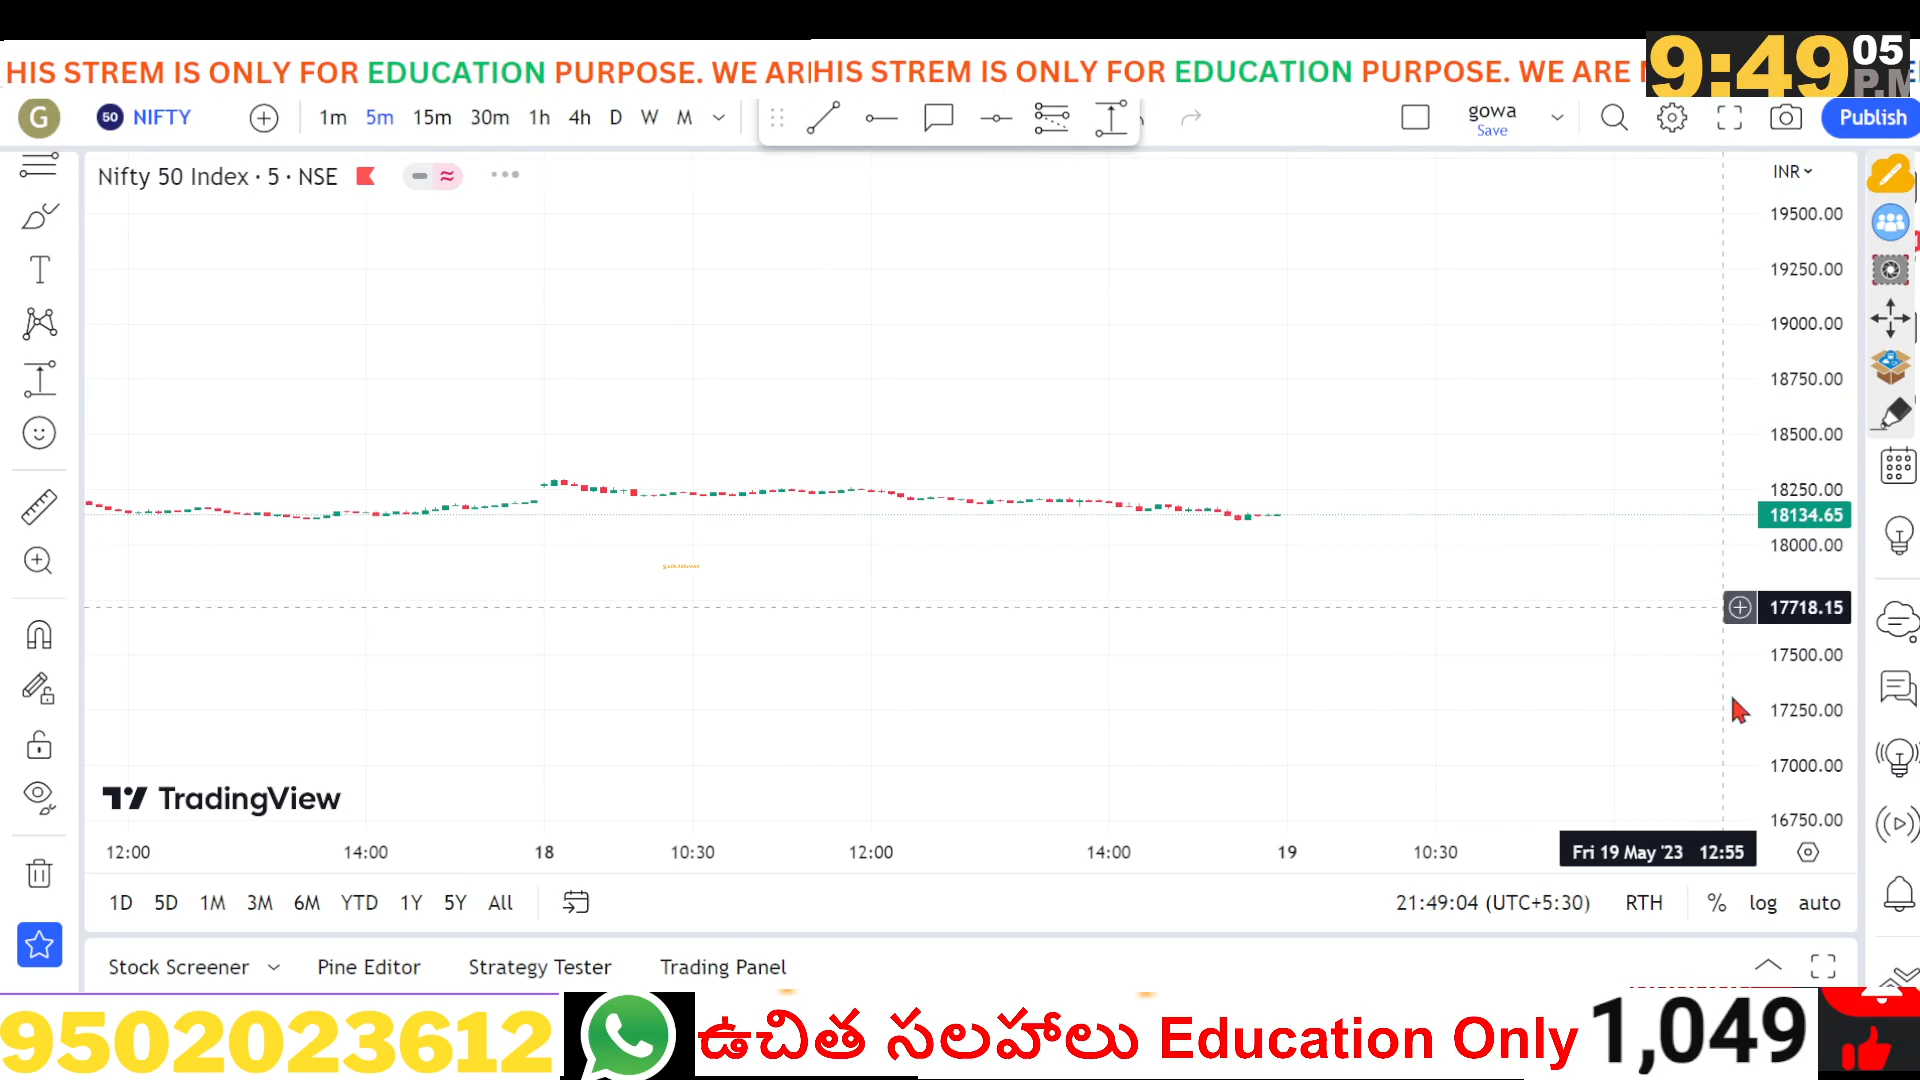 HIS STREM IS ONLY FOR EDUCATION PURPOSE. WE ARI
HIS STREM IS ONLY FOR EDUCATION PURPOSE. WE ARE
9:49 05 P.M
G
50 NIFTY
1m 5m 15m 30m 1h 4h D W M
gowa
Save
Publish
Nifty 50 Index · 5 · NSE
INR
19500.00
19250.00
19000.00
18750.00
18500.00
18250.00
18134.65
18000.00
17718.15
17500.00
17250.00
17000.00
16750.00
TradingView
12:00 14:00 18 10:30 12:00 14:00 19 10:30 Fri 19 May '23 12:55
1D 5D 1M 3M 6M YTD 1Y 5Y All
21:49:04 (UTC+5:30) RTH % log auto
Stock Screener Pine Editor Strategy Tester Trading Panel
9502023612
ఉచిత సలహాలు Education Only
1,049